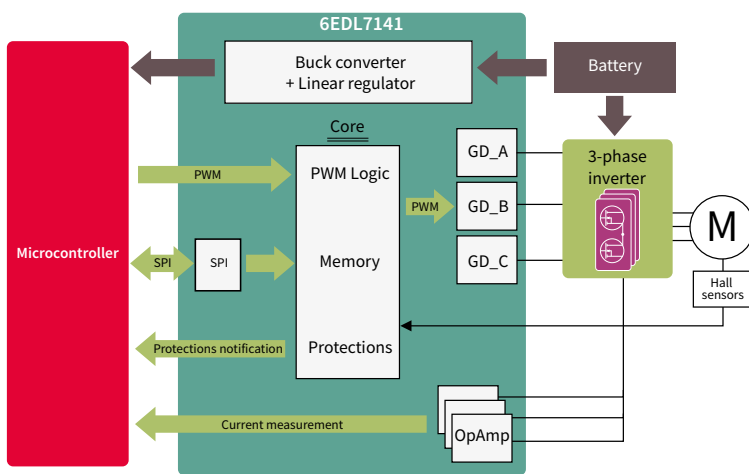 6EDL7141
Buck converter
+ Linear regulator
Battery
Core
PWM Logic
Memory
Protections
GD_A
GD_B
GD_C
3-phase
inverter
M
Hall
sensors
PWM
PWM
Microcontroller
SPI
SPI
Protections notification
Current measurement
OpAmp